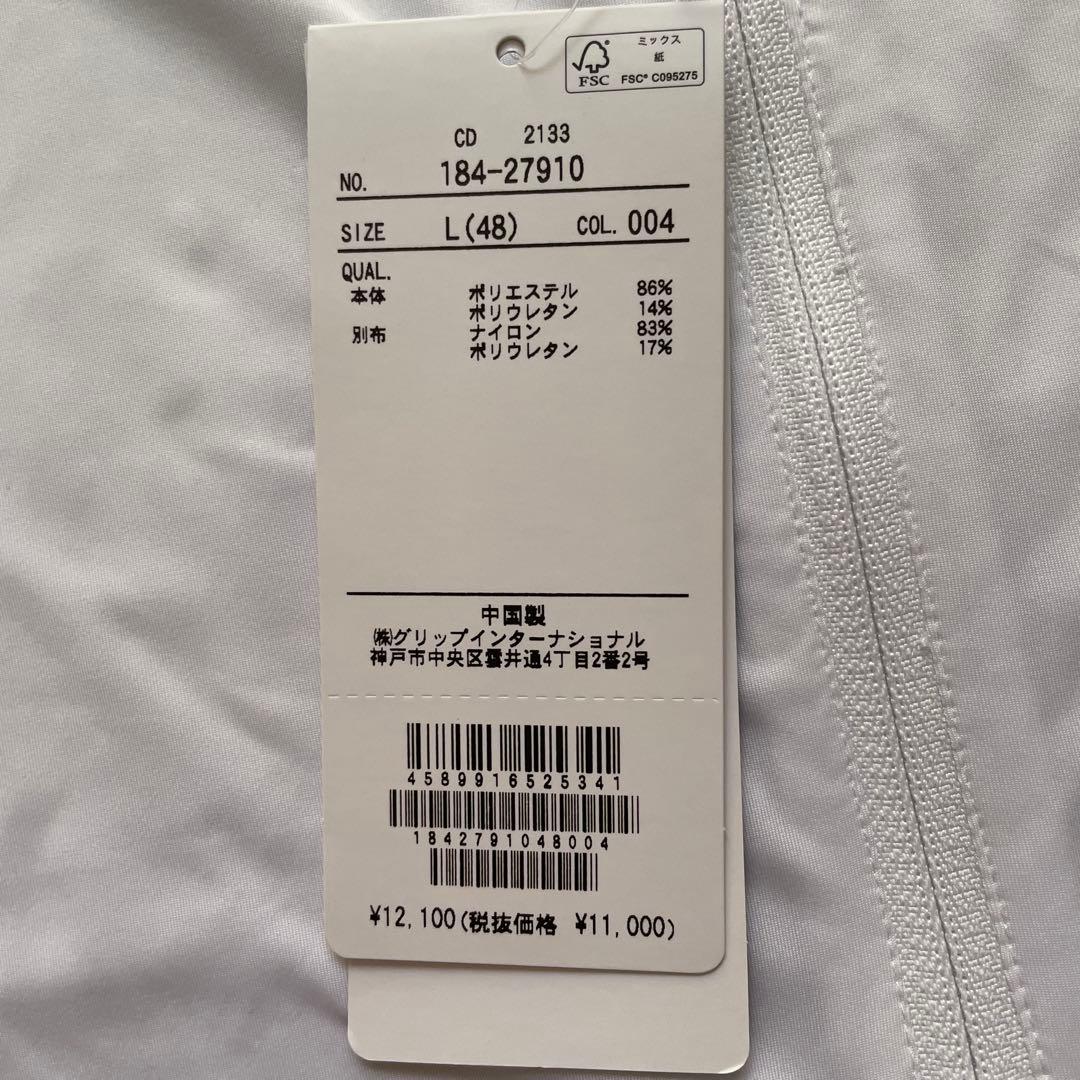 ミックス
紙
FSC
FSC® C095275
CD 2133
NO. 184-27910
SIZE L(48) COL. 004
QUAL.
本体 ポリエステル 86%
ポリウレタン 14%
別布 ナイロン 83%
ポリウレタン 17%
中国製
㈱グリップインターナショナル
神戸市中央区雲井通4丁目2番2号
4589916525341
1842791048004
¥12,100(税抜価格 ¥11,000)